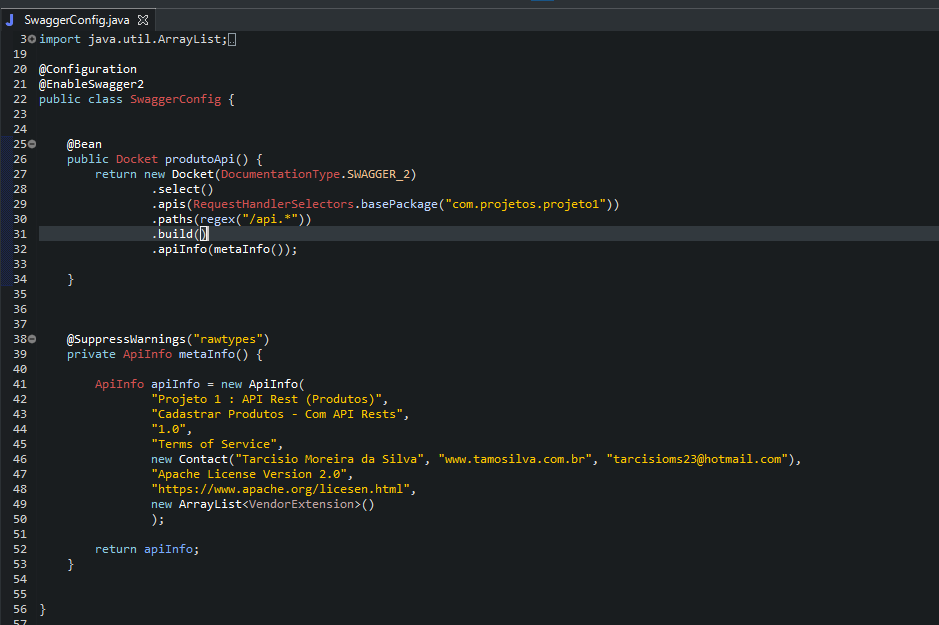 SwaggerConfig.java
3 import java.util.ArrayList;
19
20 @Configuration
21 @EnableSwagger2
22 public class SwaggerConfig {
23
24
25     @Bean
26     public Docket produtoApi() {
27         return new Docket(DocumentationType.SWAGGER_2)
28                 .select()
29                 .apis(RequestHandlerSelectors.basePackage("com.projetos.projeto1"))
30                 .paths(regex("/api.*"))
31                 .build()
32                 .apiInfo(metaInfo());
33
34     }
35
36
37
38     @SuppressWarnings("rawtypes")
39     private ApiInfo metaInfo() {
40
41         ApiInfo apiInfo = new ApiInfo(
42                 "Projeto 1 : API Rest (Produtos)",
43                 "Cadastrar Produtos - Com API Rests",
44                 "1.0",
45                 "Terms of Service",
46                 new Contact("Tarcisio Moreira da Silva", "www.tamosilva.com.br", "tarcisioms23@hotmail.com"),
47                 "Apache License Version 2.0",
48                 "https://www.apache.org/licesen.html",
49                 new ArrayList<VendorExtension>()
50                 );
51
52         return apiInfo;
53     }
54
55
56 }
57